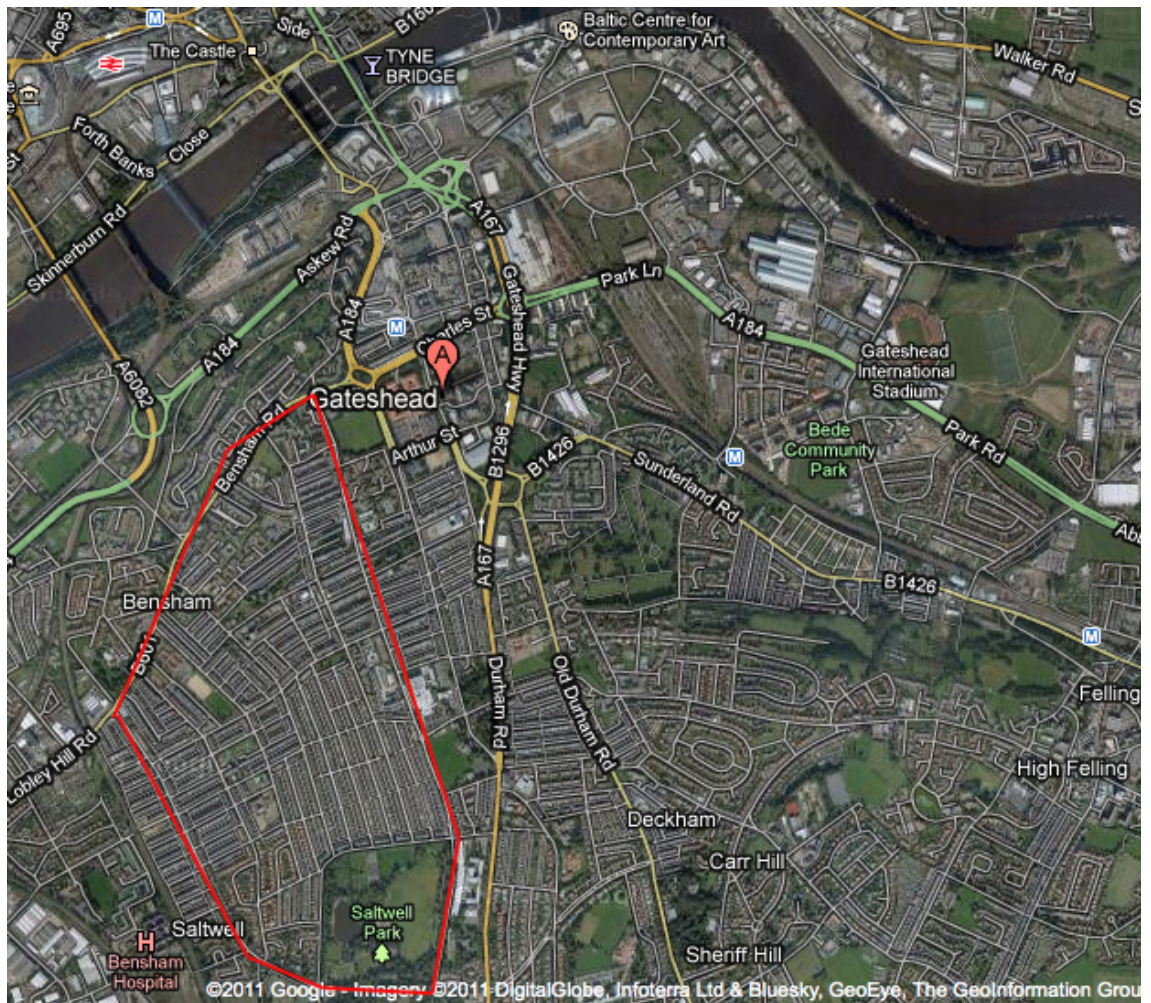 A695
M
Side
B160
The Castle
TYNE
BRIDGE
Baltic Centre for
Contemporary Art
Walker Rd
S
Forth Banks
Close
St
Skinnerburn Rd
Askew Rd
A167
Gateshead Hwy
Park Ln
A184
A184
A184
M
Charles St
A
A6082
Gateshead
Gateshead
International
Stadium
Bensham Rd
Arthur St
B1296
B1426
Sunderland Rd
M
Bede
Community
Park
Park Rd
Abb
A167
B1426
M
Bensham
Durham Rd
Old Durham Rd
Felling
Lobley Hill Rd
High Felling
Deckham
Carr Hill
Saltwell
Saltwell
Park
Sheriff Hill
H
Bensham
Hospital
©2011 Google - Imagery ©2011 DigitalGlobe, Infoterra Ltd & Bluesky, GeoEye, The GeoInformation Grou